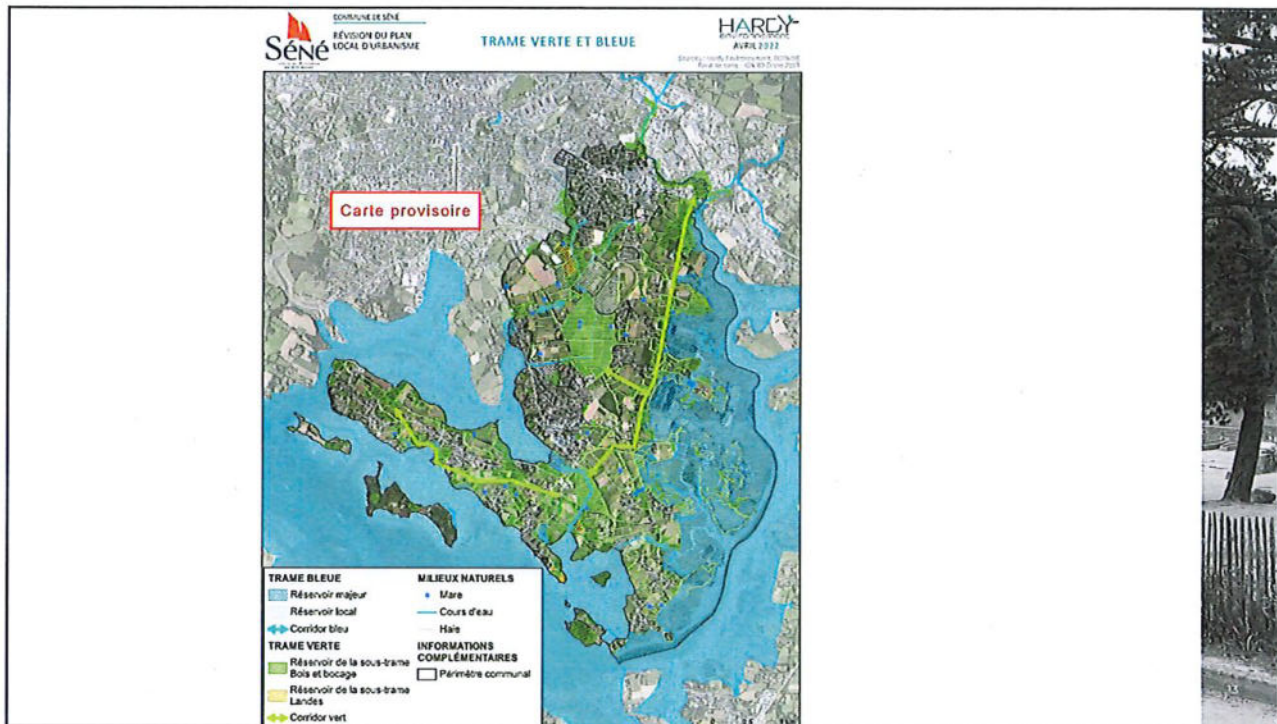 Séné
COMMUNE DE SÉNÉ
RÉVISION DU PLAN
LOCAL D'URBANISME
TRAME VERTE ET BLEUE
HARDY
environnement
AVRIL 2022
Carte provisoire
TRAME BLEUE
Réservoir majeur
Réservoir local
Corridor bleu
TRAME VERTE
Réservoir de la sous-trame
Bois et bocage
Réservoir de la sous-trame
Landes
Corridor vert
MILIEUX NATURELS
Mare
Cours d'eau
Haie
INFORMATIONS
COMPLÉMENTAIRES
Périmètre communal
13